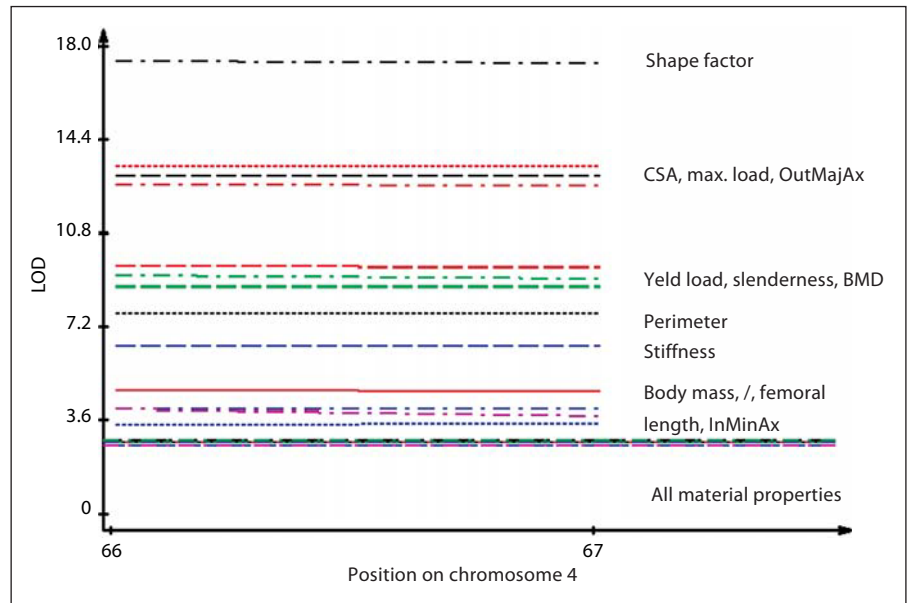 18.0
Shape factor
14.4
CSA, max. load, OutMajAx
10.8
LOD
Yeld load, slenderness, BMD
7.2
Perimeter
Stiffness
Body mass, /, femoral
3.6
length, InMinAx
All material properties
0
66
67
Position on chromosome 4